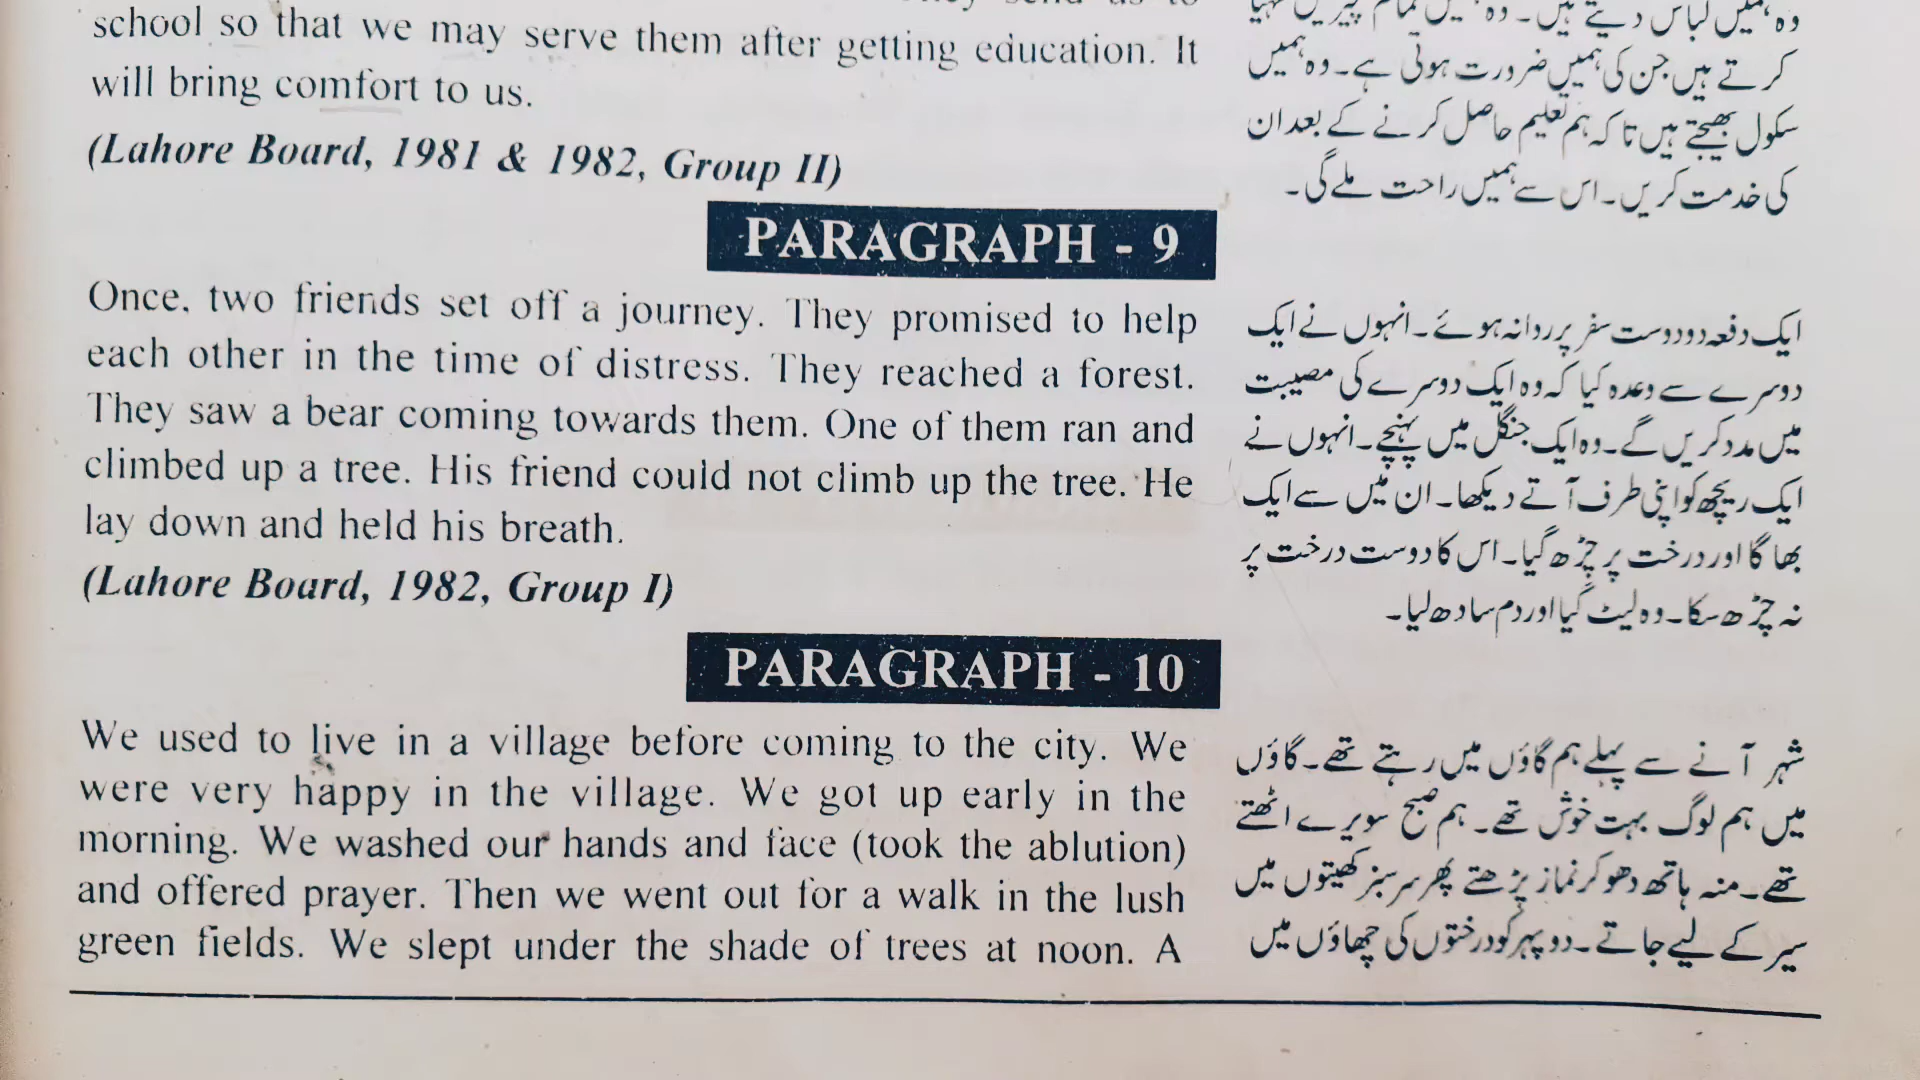 school so that we may serve them after getting education. It
will bring comfort to us.
(Lahore Board, 1981 & 1982, Group II)
وہ ہمیں لباس دیتے ہیں۔ وہ ہمیں تمام چیزیں مہیا
کرتے ہیں جن کی ہمیں ضرورت ہوتی ہے۔ وہ ہمیں
سکول بھیجتے ہیں تاکہ ہم تعلیم حاصل کرنے کے بعد ان
کی خدمت کریں۔ اس سے ہمیں راحت ملے گی۔
PARAGRAPH - 9
Once, two friends set off a journey. They promised to help
each other in the time of distress. They reached a forest.
They saw a bear coming towards them. One of them ran and
climbed up a tree. His friend could not climb up the tree. He
lay down and held his breath.
(Lahore Board, 1982, Group I)
ایک دفعہ دو دوست سفر پر روانہ ہوئے۔ انہوں نے ایک
دوسرے سے وعدہ کیا کہ وہ ایک دوسرے کی مصیبت
میں مدد کریں گے۔ وہ ایک جنگل میں پہنچے۔ انہوں نے
ایک ریچھ کو اپنی طرف آتے دیکھا۔ ان میں سے ایک
بھاگا اور درخت پر چڑھ گیا۔ اس کا دوست درخت پر
نہ چڑھ سکا۔ وہ لیٹ گیا اور دم سادھ لیا۔
PARAGRAPH - 10
We used to live in a village before coming to the city. We
were very happy in the village. We got up early in the
morning. We washed our hands and face (took the ablution)
and offered prayer. Then we went out for a walk in the lush
green fields. We slept under the shade of trees at noon. A
شہر آنے سے پہلے ہم گاؤں میں رہتے تھے۔ گاؤں
میں ہم لوگ بہت خوش تھے۔ ہم صبح سویرے اٹھتے
تھے۔ منہ ہاتھ دھو کر نماز پڑھتے پھر سرسبز کھیتوں میں
سیر کے لیے جاتے۔ دوپہر کو درختوں کی چھاؤں میں